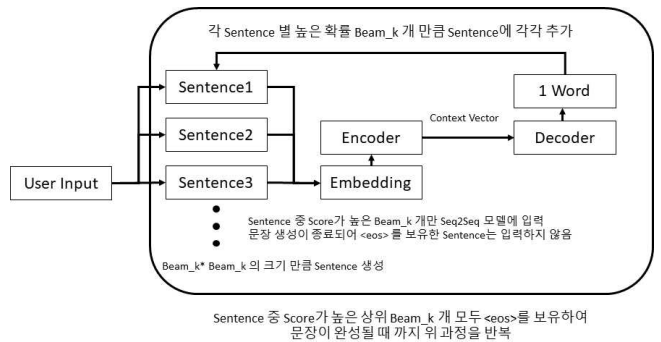 각 Sentence 별 높은 확률 Beam_k 개 만큼 Sentence에 각각 추가
Sentence1
1 Word
Context Vector
Sentence2
Encoder
Decoder
User Input
Sentence3
Embedding
Sentence 중 Score가 높은 Beam_k 개만 Seq2Seq 모델에 입력
문장 생성이 종료되어 <eos> 를 보유한 Sentence는 입력하지 않음
Beam_k* Beam_k 의 크기 만큼 Sentence 생성
Sentence 중 Score가 높은 상위 Beam_k 개 모두 <eos>를 보유하여
문장이 완성될 때 까지 위 과정을 반복